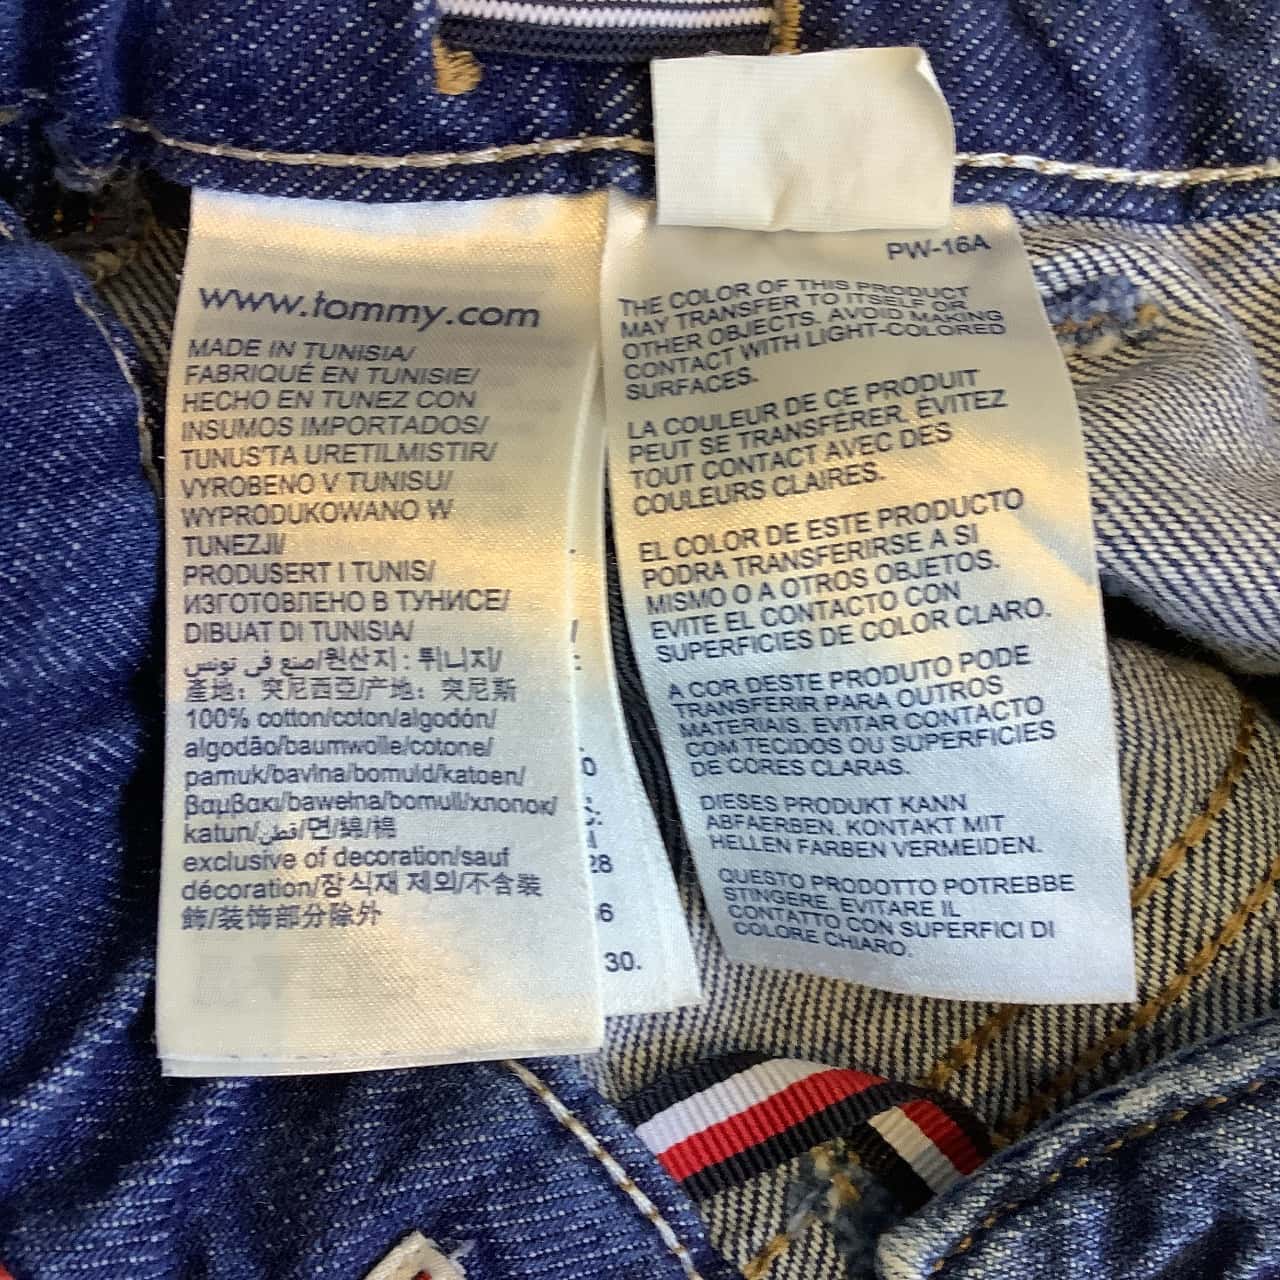 www.tommy.com
MADE IN TUNISIA/
FABRIQUÉ EN TUNISIE/
HECHO EN TUNEZ CON
INSUMOS IMPORTADOS/
TUNUS'TA URETILMISTIR/
VYROBENO V TUNISU/
WYPRODUKOWANO W
TUNEZJI/
PRODUSERT I TUNIS/
ИЗГОТОВЛЕНО В ТУНИСЕ/
DIBUAT DI TUNISIA/
صنع في تونس/원산지 : 튀니지/
產地：突尼西亞/产地：突尼斯
100% cotton/coton/algodón/
algodão/baumwolle/cotone/
pamuk/bavlna/bomuld/katoen/
βαμβακι/bawełna/bomull/хлопок/
katun/قطن/면/綿/棉
exclusive of decoration/sauf
décoration/장식재 제외/不含裝
飾/装饰部分除外
28
6
30.
PW-16A
THE COLOR OF THIS PRODUCT
MAY TRANSFER TO ITSELF OR
OTHER OBJECTS. AVOID MAKING
CONTACT WITH LIGHT-COLORED
SURFACES.
LA COULEUR DE CE PRODUIT
PEUT SE TRANSFÉRER. ÉVITEZ
TOUT CONTACT AVEC DES
COULEURS CLAIRES.
EL COLOR DE ESTE PRODUCTO
PODRA TRANSFERIRSE A SI
MISMO O A OTROS OBJETOS.
EVITE EL CONTACTO CON
SUPERFICIES DE COLOR CLARO.
A COR DESTE PRODUTO PODE
TRANSFERIR PARA OUTROS
MATERIAIS. EVITAR CONTACTO
COM TECIDOS OU SUPERFICIES
DE CORES CLARAS.
DIESES PRODUKT KANN
ABFAERBEN. KONTAKT MIT
HELLEN FARBEN VERMEIDEN.
QUESTO PRODOTTO POTREBBE
STINGERE. EVITARE IL
CONTATTO CON SUPERFICI DI
COLORE CHIARO.